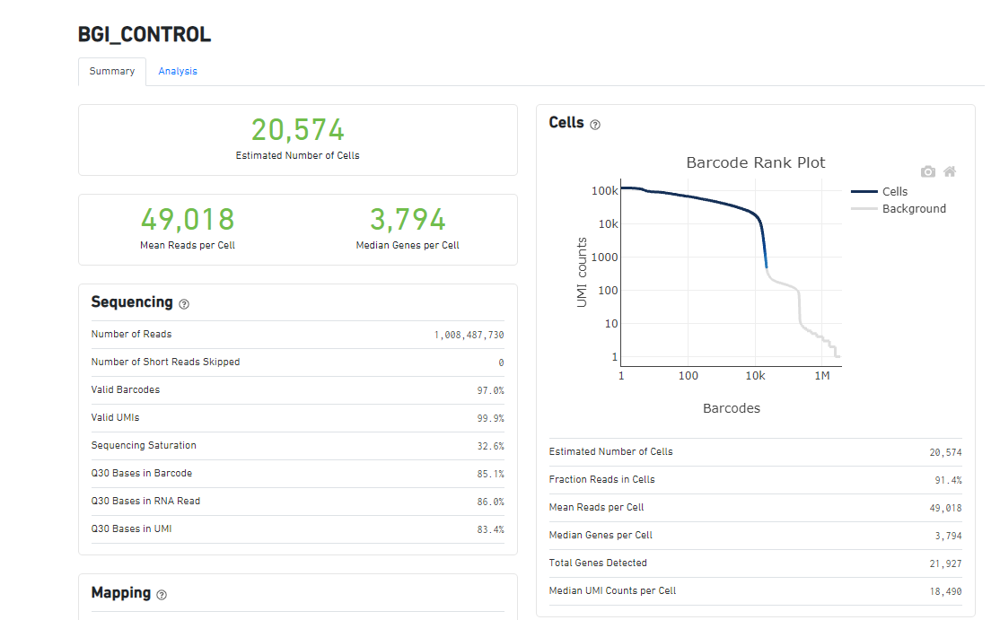 BGI_CONTROL
Summary Analysis
20,574
Estimated Number of Cells
49,018 3,794
Mean Reads per Cell Median Genes per Cell
Sequencing ?
Number of Reads 1,008,487,730
Number of Short Reads Skipped 0
Valid Barcodes 97.0%
Valid UMIs 99.9%
Sequencing Saturation 32.6%
Q30 Bases in Barcode 85.1%
Q30 Bases in RNA Read 86.0%
Q30 Bases in UMI 83.4%
Mapping ?
Cells ?
Barcode Rank Plot
Cells
Background
UMI counts
100k
10k
1000
100
10
1
1 100 10k 1M
Barcodes
Estimated Number of Cells 20,574
Fraction Reads in Cells 91.4%
Mean Reads per Cell 49,018
Median Genes per Cell 3,794
Total Genes Detected 21,927
Median UMI Counts per Cell 18,490